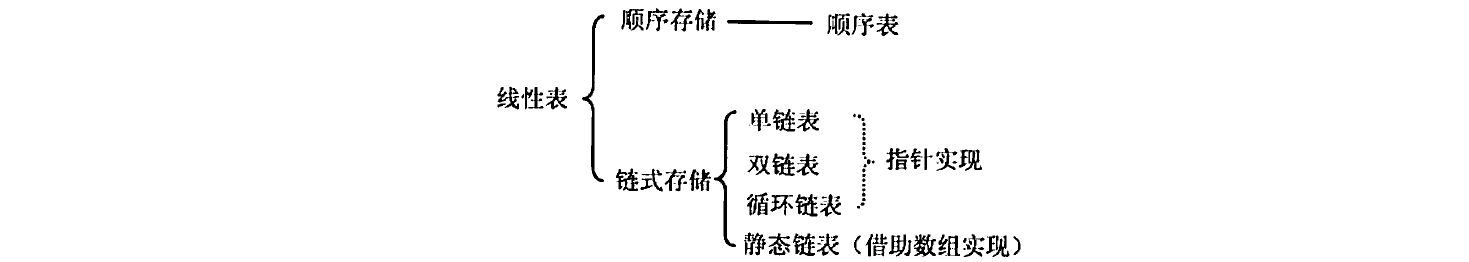 顺序存储 顺序表
线性表
单链表
双链表
指针实现
链式存储
循环链表
静态链表（借助数组实现）